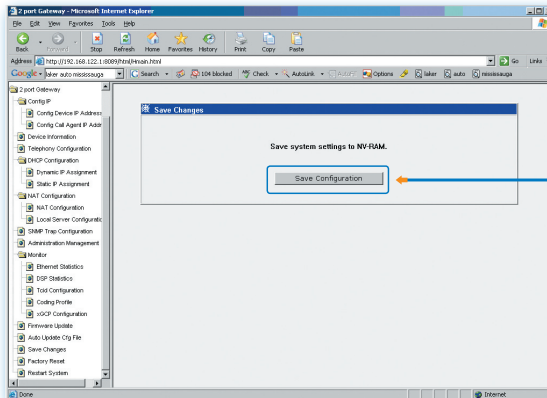 2 port Gateway - Microsoft Internet Explorer
File Edit View Favorites Tools Help
Back Forward Stop Refresh Home Favorites History Print Copy Paste
Address http://192.168.122.1:8089/html/Hmain.html Go Links
Google laker auto mississauga Search 104 blocked Check AutoLink AutoFill Options laker auto mississauga
2 port Gateway
Config IP
Config Device IP Address
Config Call Agent IP Addr
Device Information
Telephony Configuration
DHCP Configuration
Dynamic IP Assignment
Static IP Assignment
NAT Configuration
NAT Configuration
Local Server Configuratic
SNMP Trap Configuration
Administration Management
Monitor
Ethernet Statistics
DSP Statistics
Tcid Configuration
Coding Profile
xGCP Configuration
Firmware Update
Auto Update Cfg File
Save Changes
Factory Reset
Restart System
Save Changes
Save system settings to NV-RAM.
Save Configuration
Done Internet